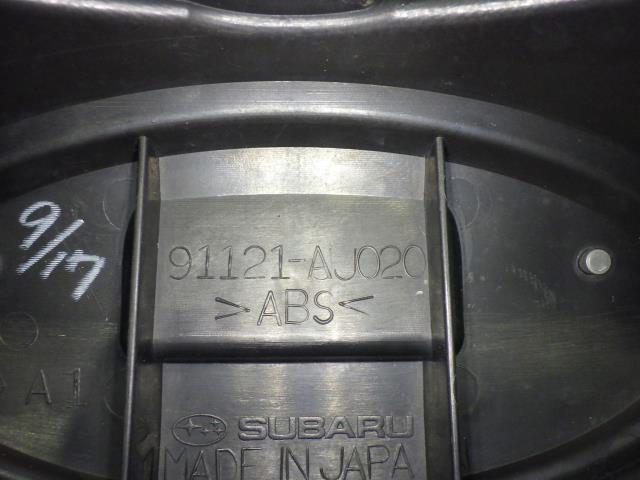 9/17
91121-AJ020
>ABS<
A1
SUBARU
MADE IN JAPA